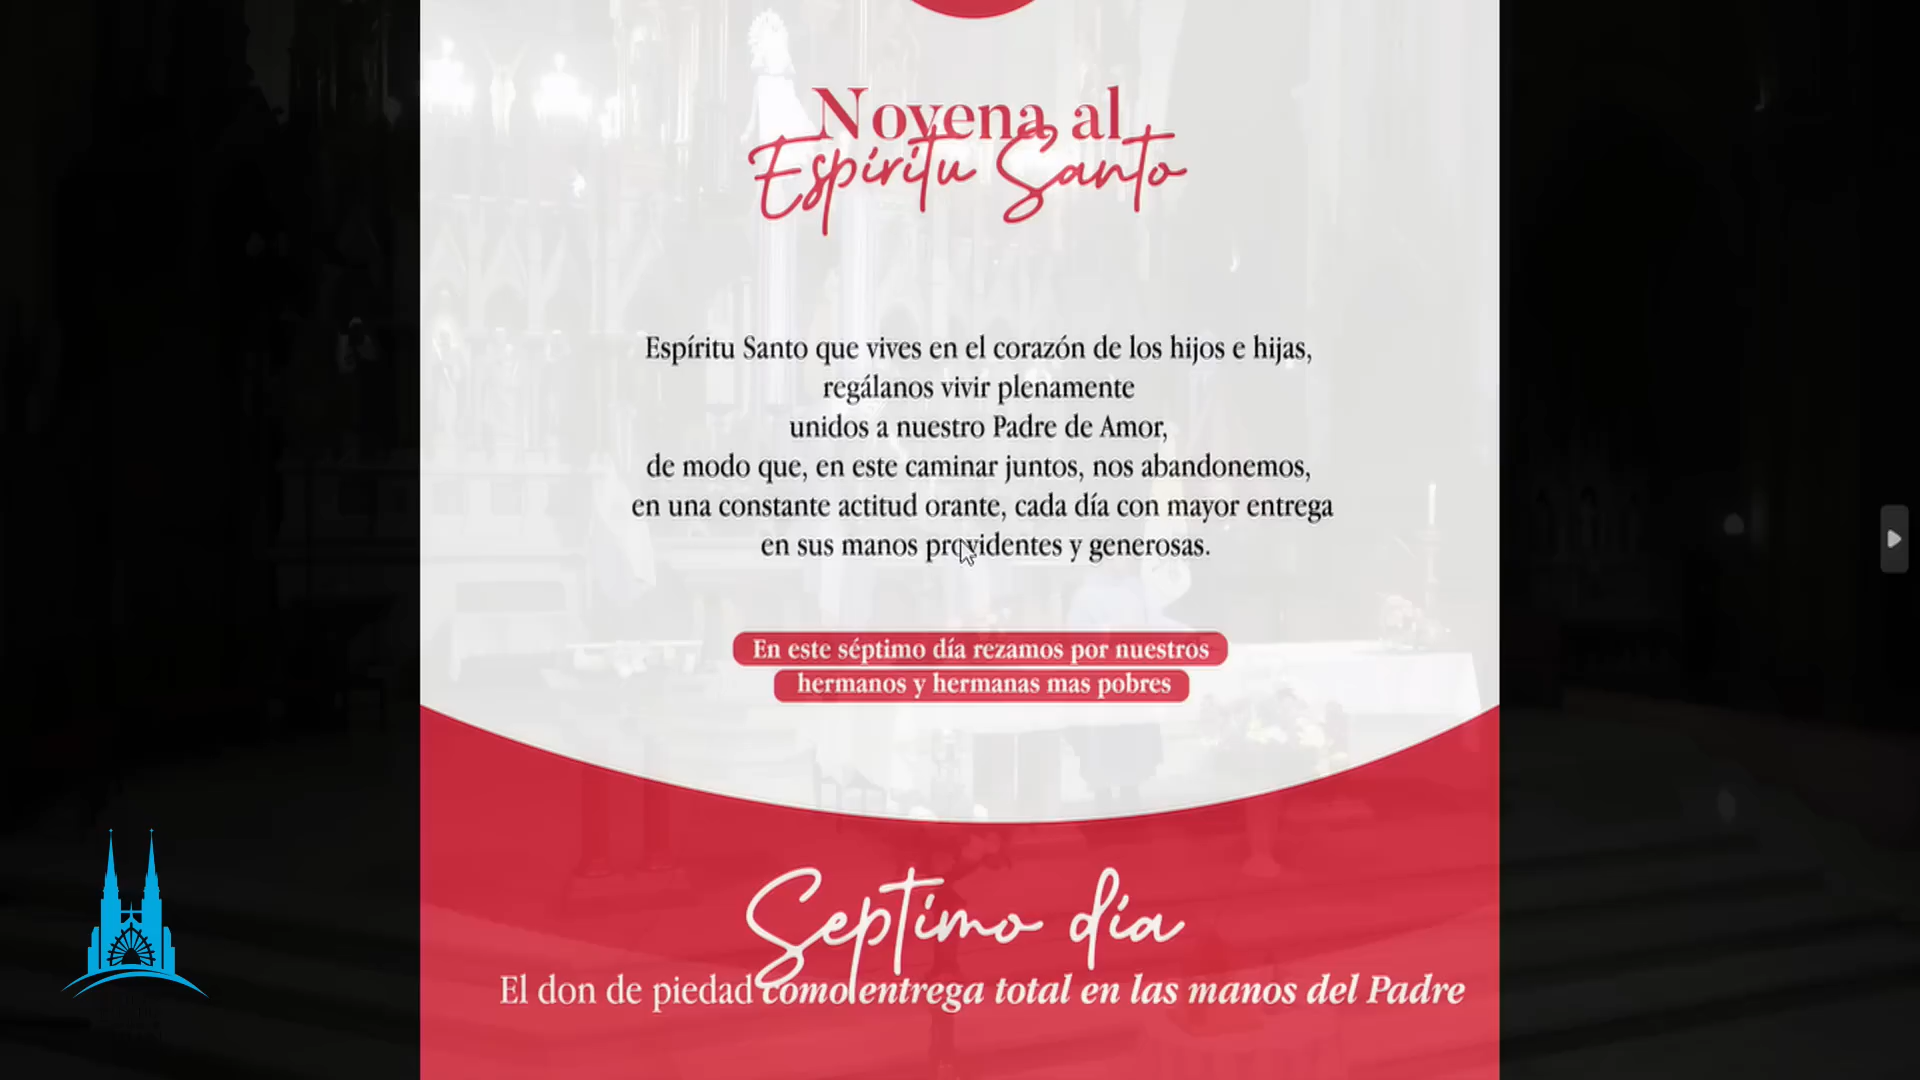 Novena al
Espíritu Santo
Espíritu Santo que vives en el corazón de los hijos e hijas,
regálanos vivir plenamente
unidos a nuestro Padre de Amor,
de modo que, en este caminar juntos, nos abandonemos,
en una constante actitud orante, cada día con mayor entrega
en sus manos providentes y generosas.
En este séptimo día rezamos por nuestros
hermanos y hermanas mas pobres
Septimo día
El don de piedad como entrega total en las manos del Padre